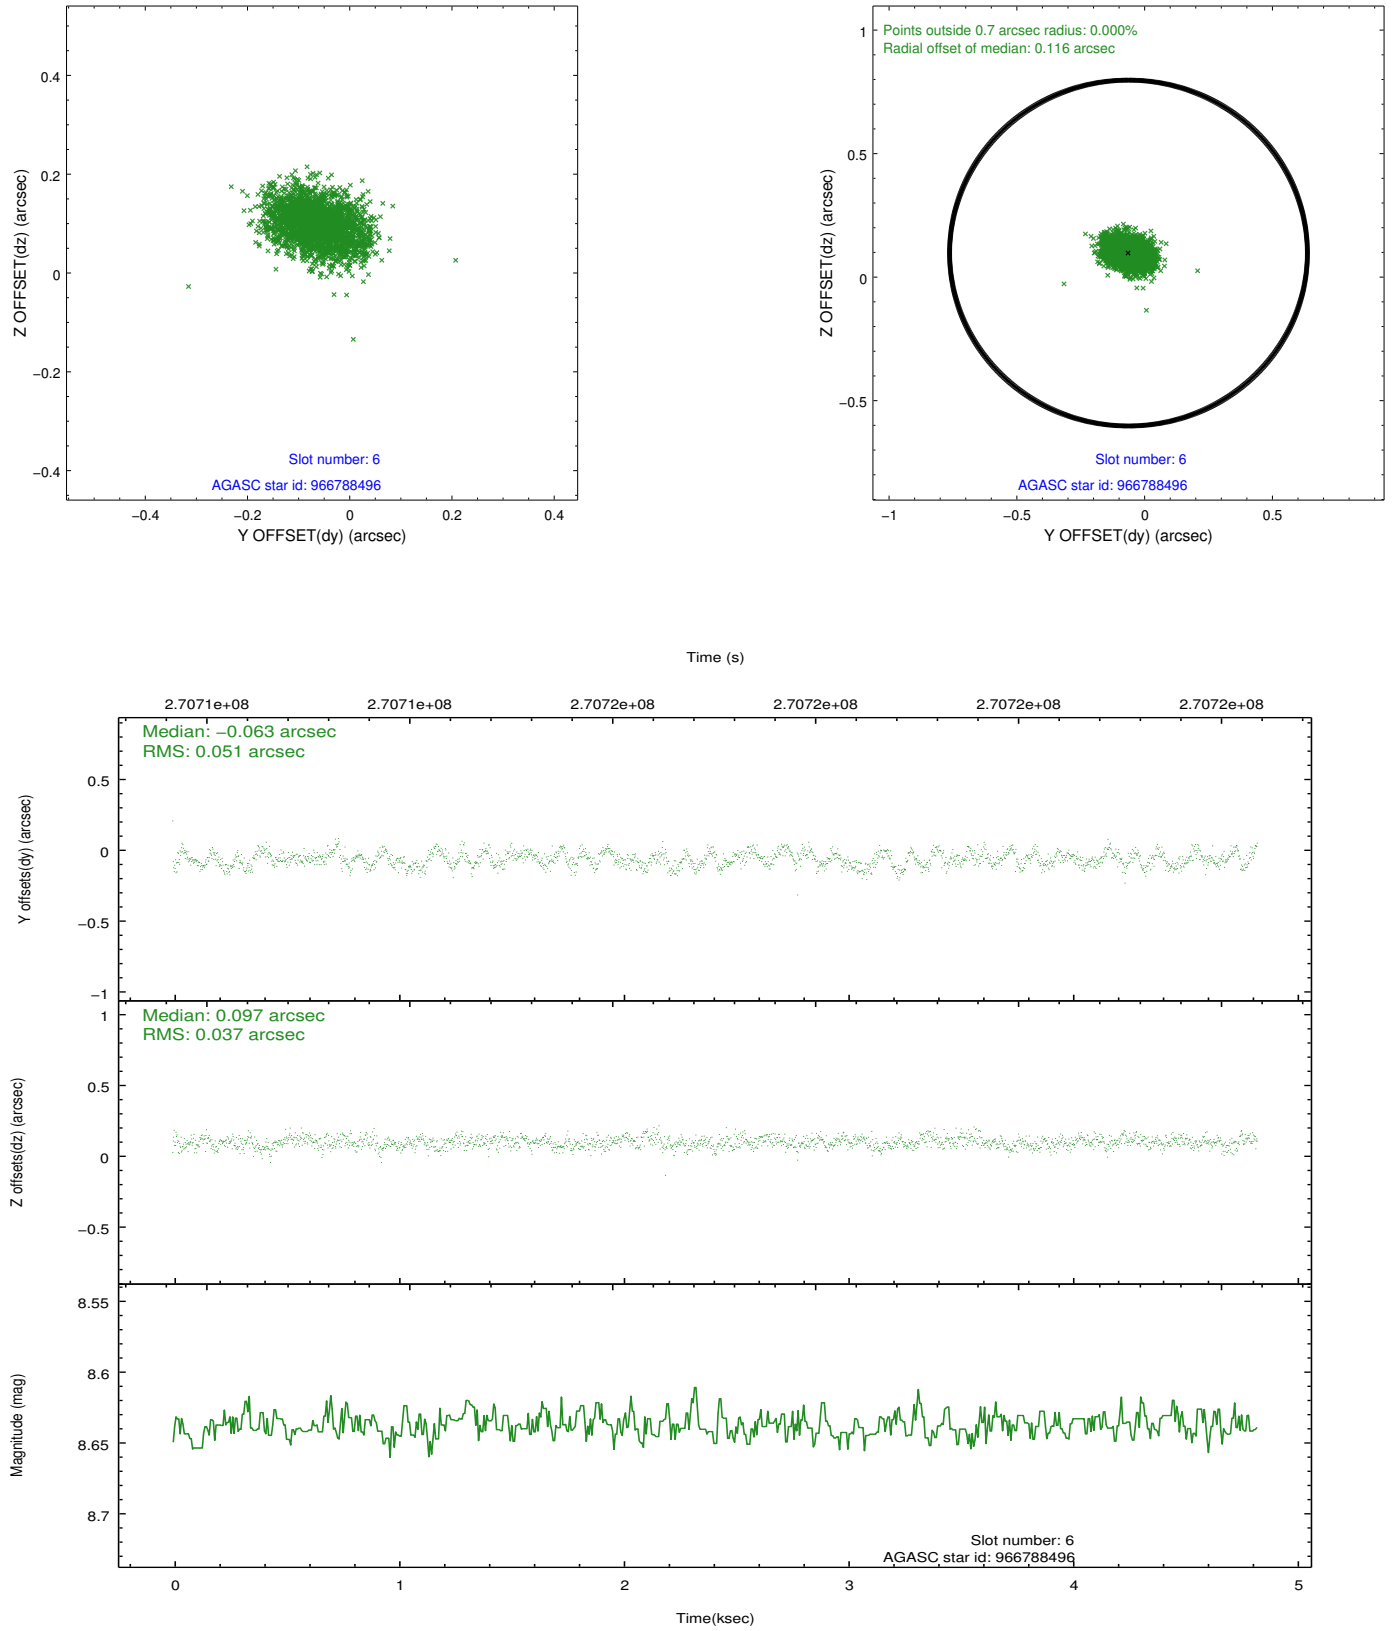 0.4
0.2
0
−0.2
−0.4
Z OFFSET(dz) (arcsec)
Slot number: 6
AGASC star id: 966788496
−0.4
−0.2
0
0.2
0.4
Y OFFSET(dy) (arcsec)
Points outside 0.7 arcsec radius: 0.000%
Radial offset of median: 0.116 arcsec
1
0.5
0
−0.5
Z OFFSET(dz) (arcsec)
Slot number: 6
AGASC star id: 966788496
−1
−0.5
0
0.5
Y OFFSET(dy) (arcsec)
Time (s)
2.7071e+08
2.7071e+08
2.7072e+08
2.7072e+08
2.7072e+08
2.7072e+08
Median: −0.063 arcsec
RMS: 0.051 arcsec
0.5
0
−0.5
−1
Y offsets(dy) (arcsec)
Median: 0.097 arcsec
RMS: 0.037 arcsec
1
0.5
0
−0.5
Z offsets(dz) (arcsec)
8.55
8.6
8.65
8.7
Magnitude (mag)
Slot number: 6
AGASC star id: 966788496
0
1
2
3
4
5
Time(ksec)